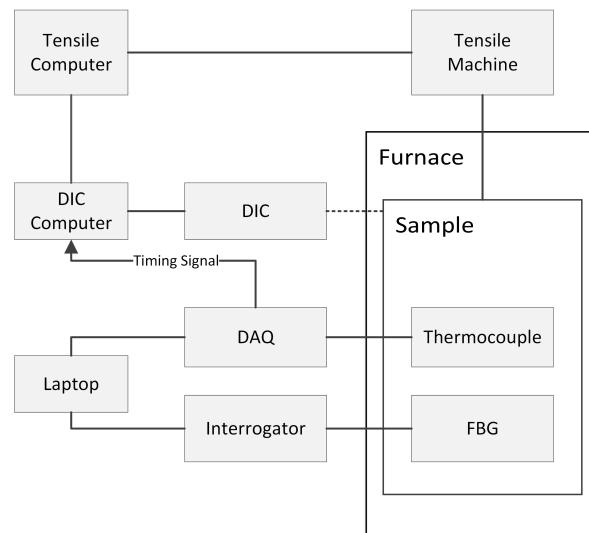 Tensile
Computer
Tensile
Machine
Furnace
DIC
Computer
DIC
Sample
Timing Signal
DAQ
Thermocouple
Laptop
Interrogator
FBG